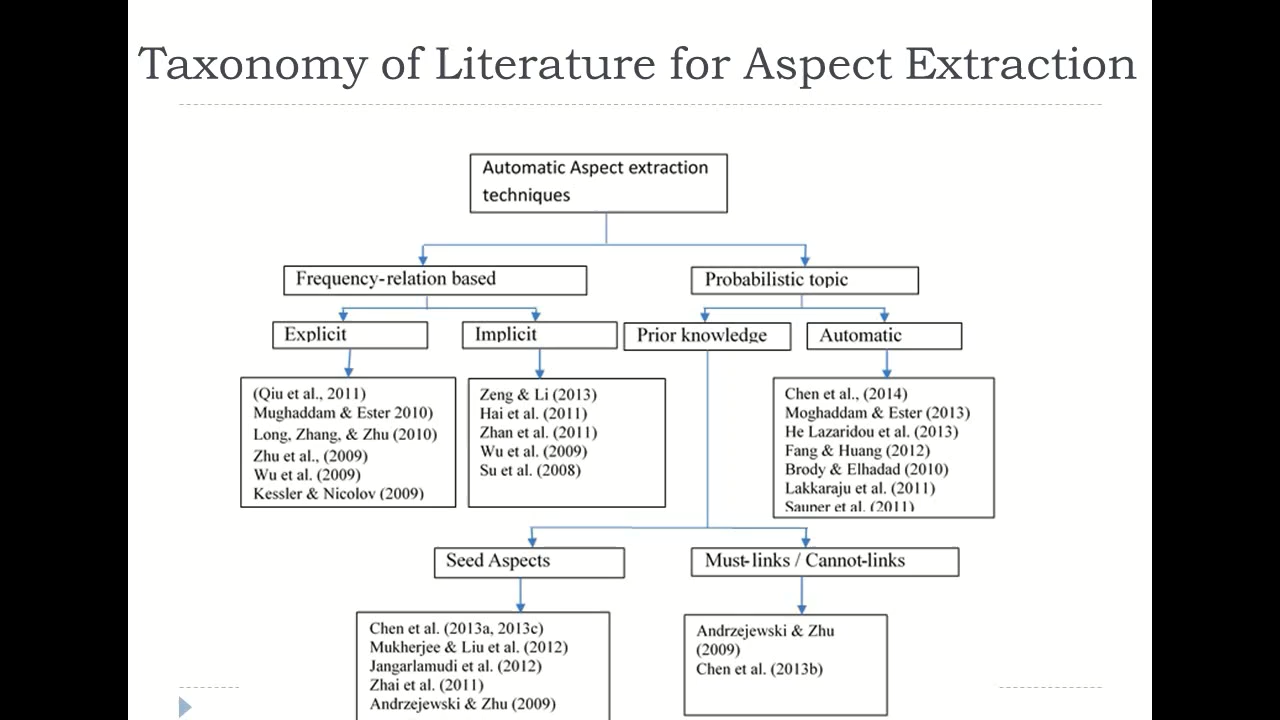 Taxonomy of Literature for Aspect Extraction
Automatic Aspect extraction
techniques
Frequency-relation based
Probabilistic topic
Explicit
Implicit
Prior knowledge
Automatic
(Qiu et al., 2011)
Mughaddam & Ester 2010)
Long, Zhang, & Zhu (2010)
Zhu et al., (2009)
Wu et al. (2009)
Kessler & Nicolov (2009)
Zeng & Li (2013)
Hai et al. (2011)
Zhan et al. (2011)
Wu et al. (2009)
Su et al. (2008)
Chen et al., (2014)
Moghaddam & Ester (2013)
He Lazaridou et al. (2013)
Fang & Huang (2012)
Brody & Elhadad (2010)
Lakkaraju et al. (2011)
Sauper et al. (2011)
Seed Aspects
Must-links / Cannot-links
Chen et al. (2013a, 2013c)
Mukherjee & Liu et al. (2012)
Jangarlamudi et al. (2012)
Zhai et al. (2011)
Andrzejewski & Zhu (2009)
Andrzejewski & Zhu
(2009)
Chen et al. (2013b)